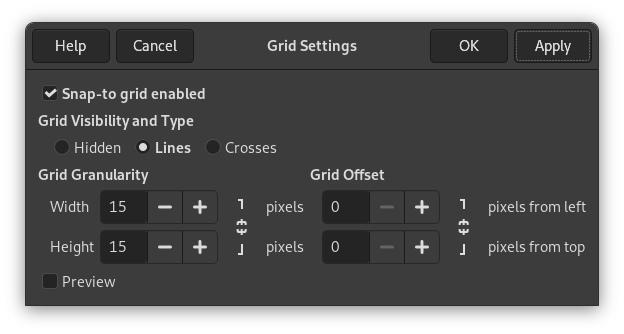 Help Cancel Grid Settings OK Apply
Snap-to grid enabled
Grid Visibility and Type
Hidden Lines Crosses
Grid Granularity Grid Offset
Width 15 pixels 0 pixels from left
Height 15 pixels 0 pixels from top
Preview